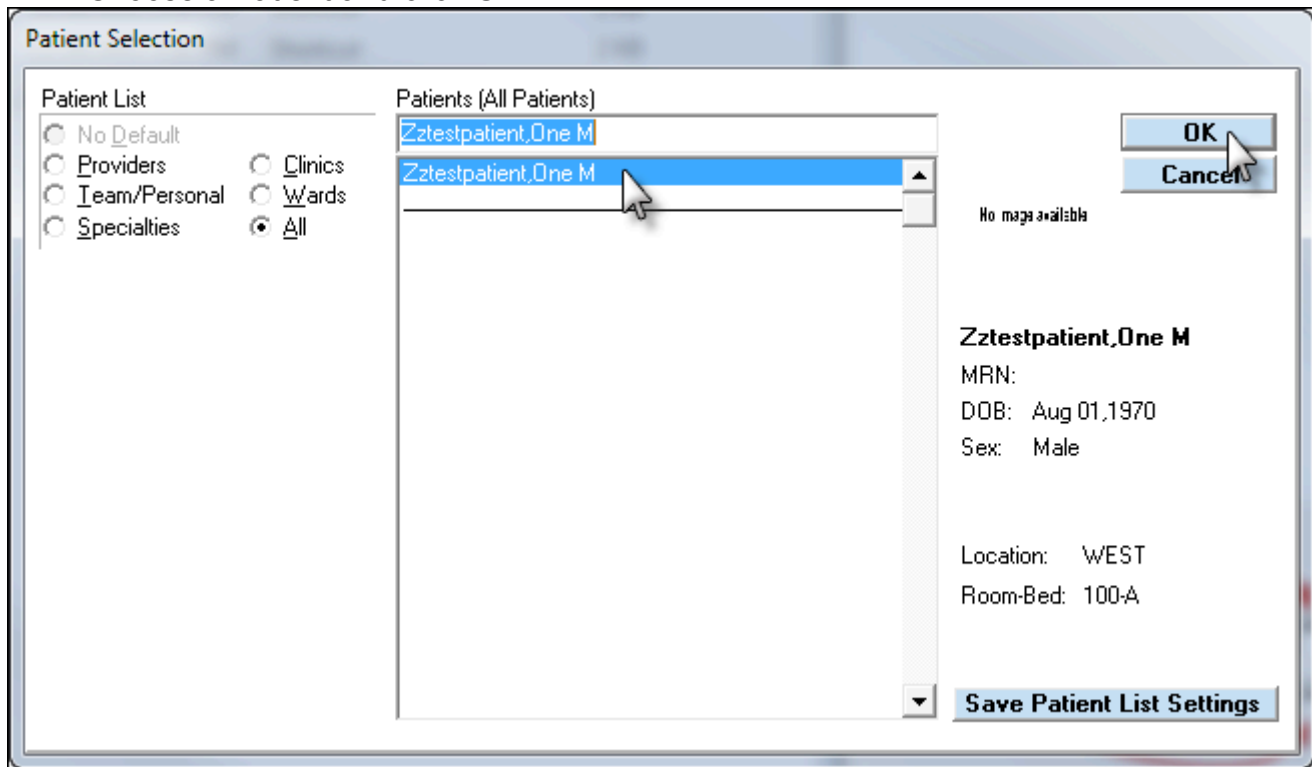 Patient Selection
Patient List
No Default
Providers
Clinics
Team/Personal
Wards
Specialties
All
Patients (All Patients)
Zztestpatient,One M
Zztestpatient,One M
OK
Cancel
No image available
Zztestpatient,One M
MRN:
DOB: Aug 01,1970
Sex: Male
Location: WEST
Room-Bed: 100-A
Save Patient List Settings